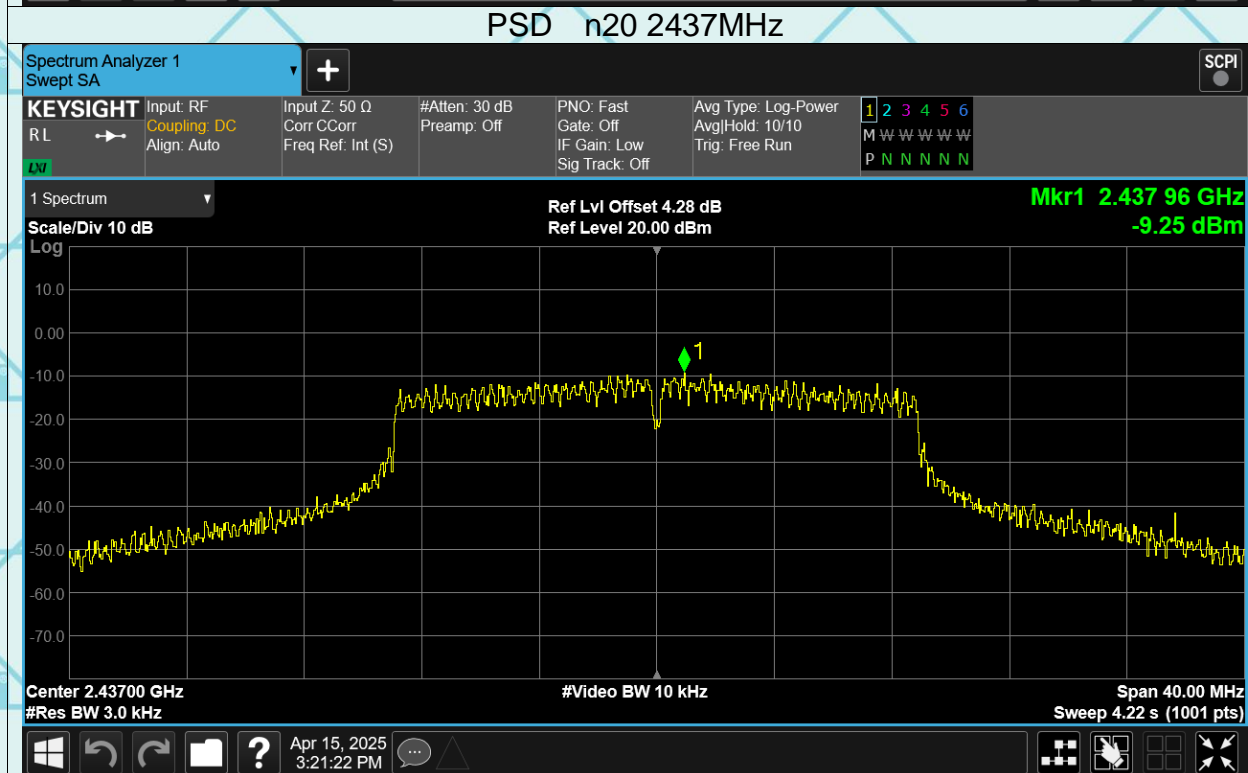 PSD n20 2437MHz
Spectrum Analyzer 1
Swept SA
+
SCPI
KEYSIGHT
R L
LXI
Input: RF
Coupling: DC
Align: Auto
Input Z: 50 Ω
Corr CCorr
Freq Ref: Int (S)
#Atten: 30 dB
Preamp: Off
PNO: Fast
Gate: Off
IF Gain: Low
Sig Track: Off
Avg Type: Log-Power
Avg|Hold: 10/10
Trig: Free Run
1 2 3 4 5 6
M W W W W W
P N N N N N
1 Spectrum
Scale/Div 10 dB
Log
Ref Lvl Offset 4.28 dB
Ref Level 20.00 dBm
Mkr1 2.437 96 GHz
-9.25 dBm
10.0
0.00
-10.0
-20.0
-30.0
-40.0
-50.0
-60.0
-70.0
1
Center 2.43700 GHz
#Res BW 3.0 kHz
#Video BW 10 kHz
Span 40.00 MHz
Sweep 4.22 s (1001 pts)
?
Apr 15, 2025
3:21:22 PM